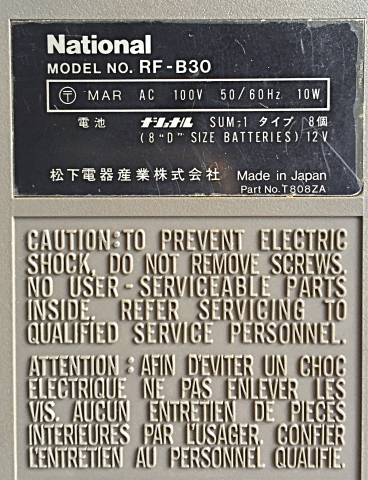 National
MODEL NO. RF-B30
〒 MAR AC 100V 50/60Hz 10W
電池 ナショナル SUM-1 タイプ 8個
(8 "D" SIZE BATTERIES) 12V
松下電器産業株式会社 Made in Japan
Part No.T808ZA
CAUTION: TO PREVENT ELECTRIC
SHOCK, DO NOT REMOVE SCREWS.
NO USER-SERVICEABLE PARTS
INSIDE. REFER SERVICING TO
QUALIFIED SERVICE PERSONNEL.
ATTENTION: AFIN D'EVITER UN CHOC
ELECTRIQUE NE PAS ENLEVER LES
VIS. AUCUN ENTRETIEN DE PIECES
INTERIEURES PAR L'USAGER. CONFIER
L'ENTRETIEN AU PERSONNEL QUALIFIE.